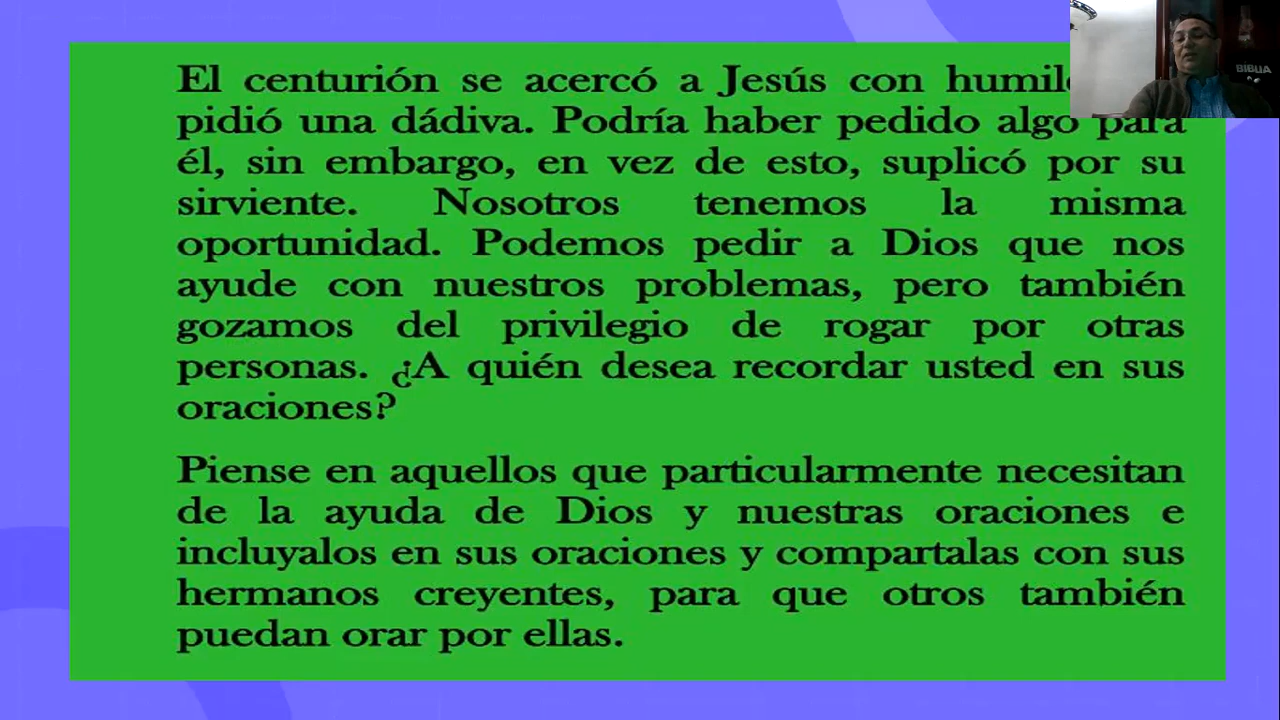 El centurión se acercó a Jesús con
pidió una dádiva. Podría haber pedido algo para
él, sin embargo, en vez de esto, suplicó por su
sirviente. Nosotros tenemos la misma
oportunidad. Podemos pedir a Dios que nos
ayude con nuestros problemas, pero también
gozamos del privilegio de rogar por otras
personas. ¿A quién desea recordar usted en sus
oraciones?
Piense en aquellos que particularmente necesitan
de la ayuda de Dios y nuestras oraciones e
incluyalos en sus oraciones y compartalas con sus
hermanos creyentes, para que otros también
puedan orar por ellas.
BIBLIA